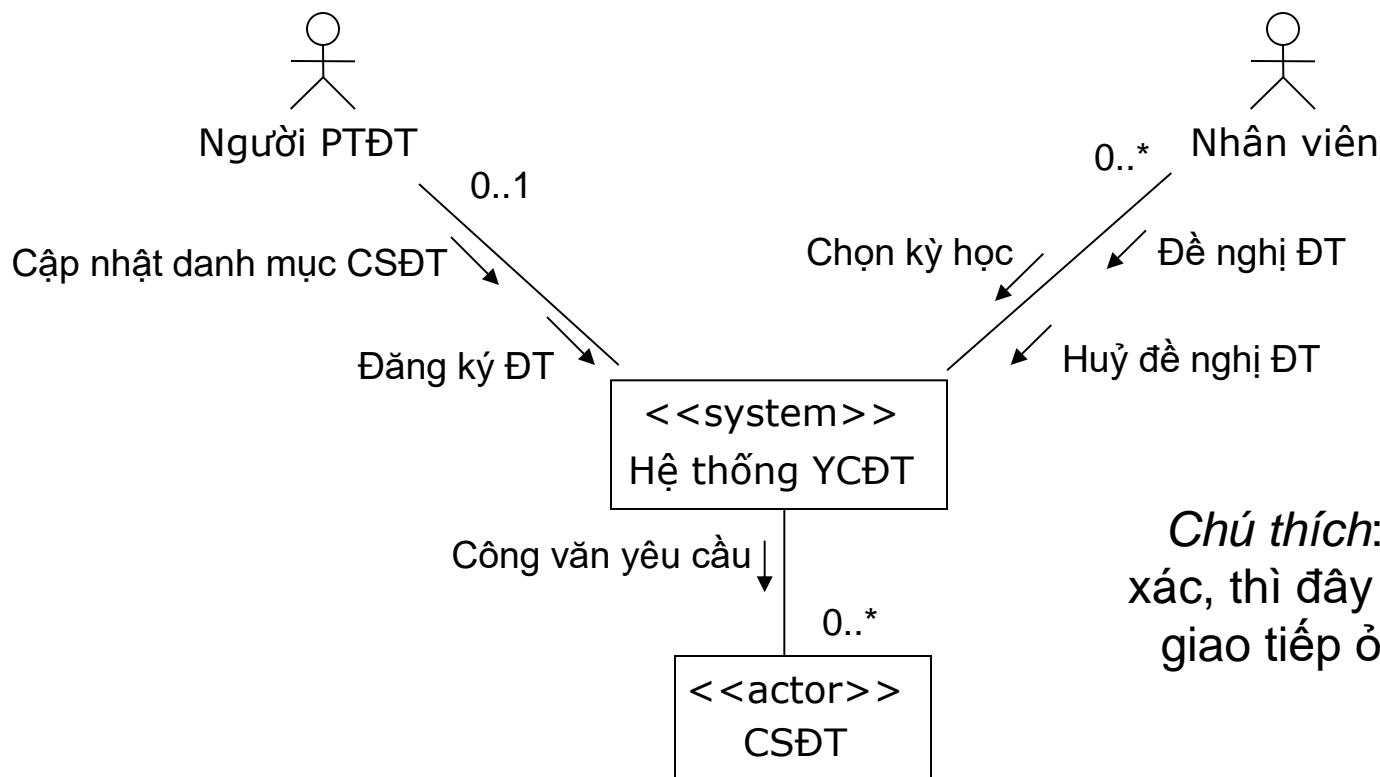 Người PTĐT
Nhân viên
0..1
0..*
Cập nhật danh mục CSĐT
Chọn kỳ học
Đề nghị ĐT
Đăng ký ĐT
Huỷ đề nghị ĐT
<<system>>
Hệ thống YCĐT
Chú thích:
xác, thì đây
giao tiếp ỏ
Công văn yêu cầu
0..*
<<actor>>
CSĐT